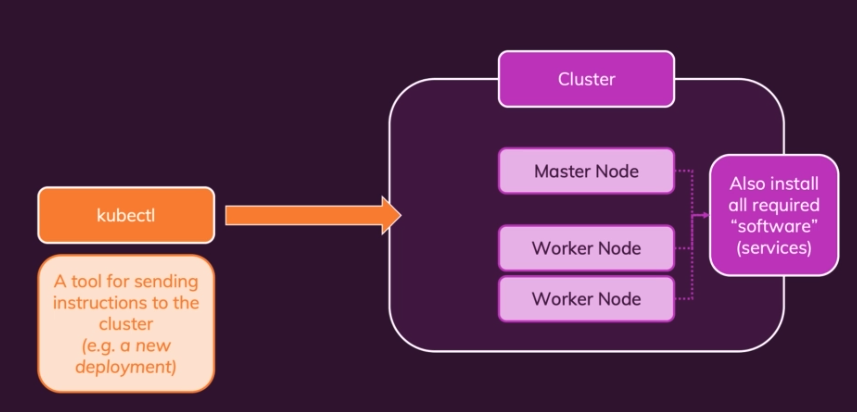 Cluster
Master Node
Worker Node
Worker Node
Also install
all required
“software”
(services)
kubectl
A tool for sending
instructions to the
cluster
(e.g. a new
deployment)